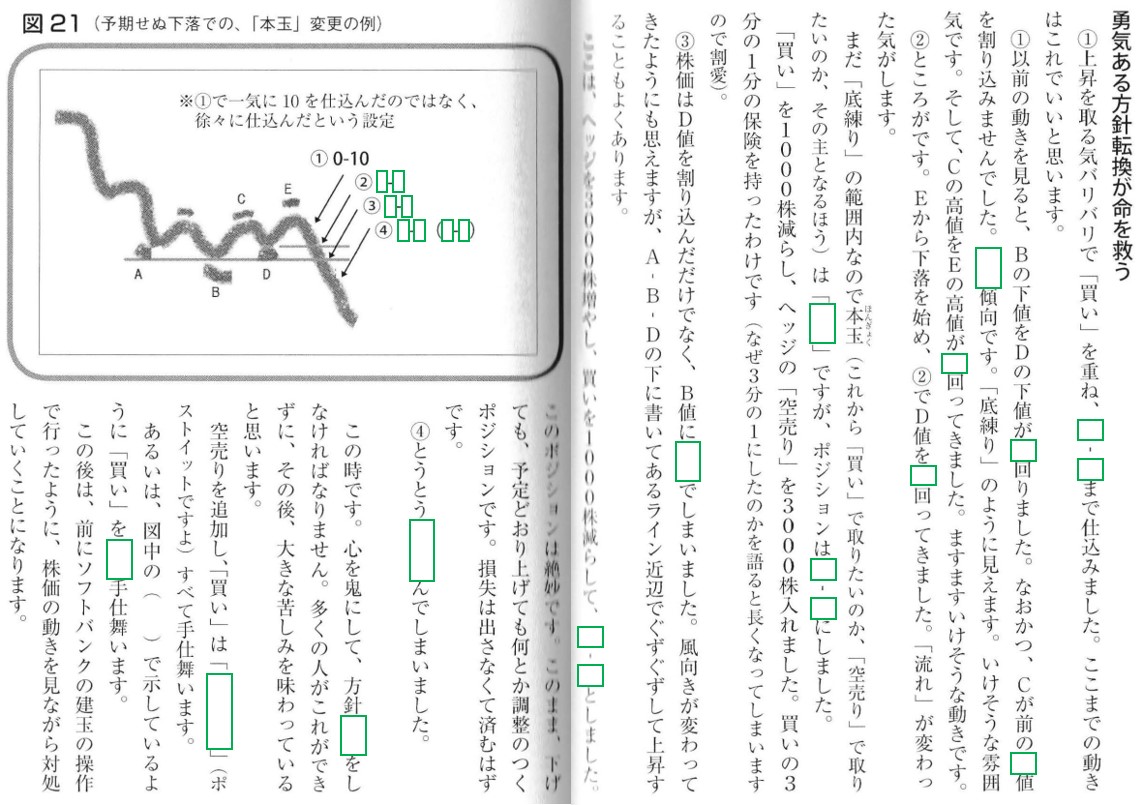 勇気ある方針転換が命を救う
①上昇を取る気バリバリで「買い」を重ね、
-
まで仕込みました。ここまでの動き
はこれでいいと思います。
①以前の動きを見ると、Bの下値をDの下値が
回りました。なおかつ、Cが前の
値
を割り込みませんでした。
傾向です。「底練り」のように見えます。いけそうな雰囲
気です。そして、Cの高値をEの高値が
回ってきました。ますますいけそうな動きです。
②ところがです。Eから下落を始め、②でD値を
回ってきました。「流れ」が変わっ
た気がします。
まだ「底練り」の範囲内なので本玉（これから「買い」で取りたいのか、「空売り」で取り
ほんぎょく
たいのか、その主となるほう）は「
」ですが、ポジションは
-
にしました。
「買い」を1000株減らし、ヘッジの「空売り」を3000株入れました。買いの3
分の1分の保険を持ったわけです（なぜ3分の1にしたのかを語ると長くなってしまいます
ので割愛）。
③株価はD値を割り込んだだけでなく、B値に
でしまいました。風向きが変わって
きたようにも思えますが、A-B-Dの下に書いてあるライン近辺でぐずぐずして上昇す
ることもよくあります。
ここは、ヘッジを3000株増やし、買いを1000株減らして、
-
としました。
このポジションは絶妙です。このまま、下げ
ても、予定どおり上げても何とか調整のつく
ポジションです。損失は出さなくて済むはず
です。
④とうとう
んでしまいました。
この時です。心を鬼にして、方針
をし
なければなりません。多くの人がこれができ
ずに、その後、大きな苦しみを味わっている
と思います。
空売りを追加し、「買い」は「
」（ポ
ストイットですよ）すべて手仕舞います。
あるいは、図中の（　）で示しているよ
うに「買い」を
手仕舞います。
この後は、前にソフトバンクの建玉の操作
で行ったように、株価の動きを見ながら対処
していくことになります。
図21（予期せぬ下落での、「本玉」変更の例）
※①で一気に10を仕込んだのではなく、
徐々に仕込んだという設定
① 0-10
② -
③ -
④ - ( - )
A
B
C
D
E